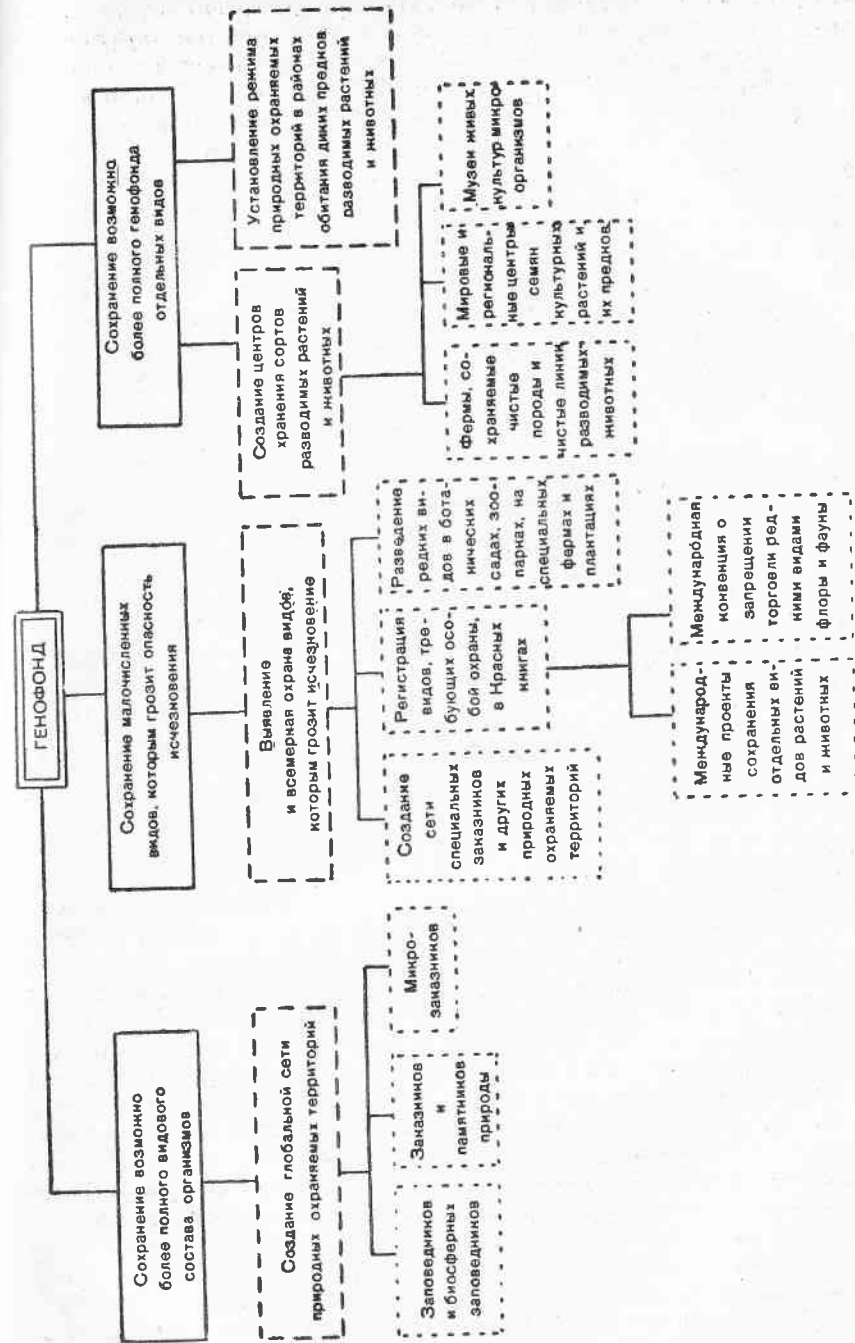 ГЕНОФОНД
Сохранение возможно
более полного видового
состава организмов
Сохранение малочисленных
видов, которым грозит опасность
исчезновения
Сохранение возможно
более полного генофонда
отдельных видов
Создание глобальной сети
природных охраняемых территорий
Выявление
и всемерная охрана видов,
которым грозит исчезновение
Создание центров
хранения сортов
разводимых растений
и животных
Установление режима
природных охраняемых
территорий в районах
обитания диких предков
разводимых растений
и животных
Заповедников
и биосферных
заповедников
Заказников
и
памятников
природы
Микро-
заказников
Создание
сети
специальных
заказников
и других
природных
охраняемых
территорий
Регистрация
видов, тре-
бующих осо-
бой охраны,
в Красных
книгах
Разведение
редких ви-
дов в бота-
нических
садах, зоо-
парках, на
специальных
фермах и
плантациях
фермы, со-
храняемые
чистые
породы и
чистые линии
разводимых
животных
Мировые и
региональ-
ные центры
семян
культурных
растений и
их предков
Музеи живых
культур микро
организмов
Международ-
ные проекты
сохранения
отдельных ви-
дов растений
и животных
Международная
конвенция о
запрещении
торговли ред-
кими видами
флоры и фауны